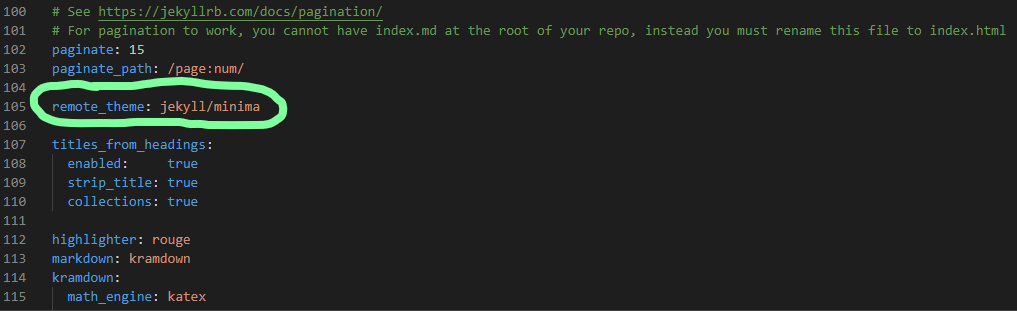 100 # See https://jekyllrb.com/docs/pagination/
101 # For pagination to work, you cannot have index.md at the root of your repo, instead you must rename this file to index.html
102 paginate: 15
103 paginate_path: /page:num/
104
105 remote_theme: jekyll/minima
106
107 titles_from_headings:
108   enabled:     true
109   strip_title: true
110   collections: true
111
112 highlighter: rouge
113 markdown: kramdown
114 kramdown:
115   math_engine: katex